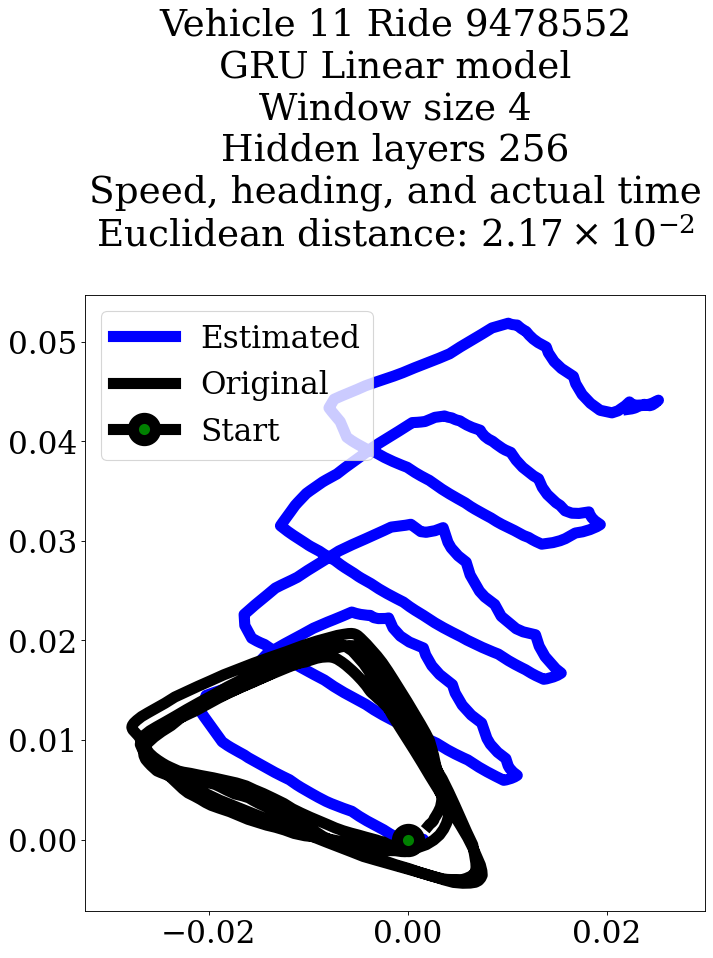 Vehicle 11 Ride 9478552
GRU Linear model
Window size 4
Hidden layers 256
Speed, heading, and actual time
Euclidean distance: 2.17 × 10⁻²
Estimated
Original
Start
0.05
0.04
0.03
0.02
0.01
0.00
−0.02 0.00 0.02